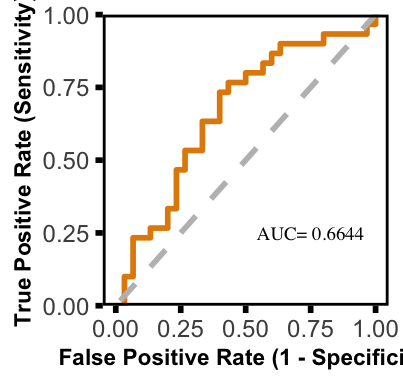 True Positive Rate (Sensitivity)
1.00
0.75
0.50
0.25
0.00
AUC= 0.6644
0.00 0.25 0.50 0.75 1.00
False Positive Rate (1 - Specifici